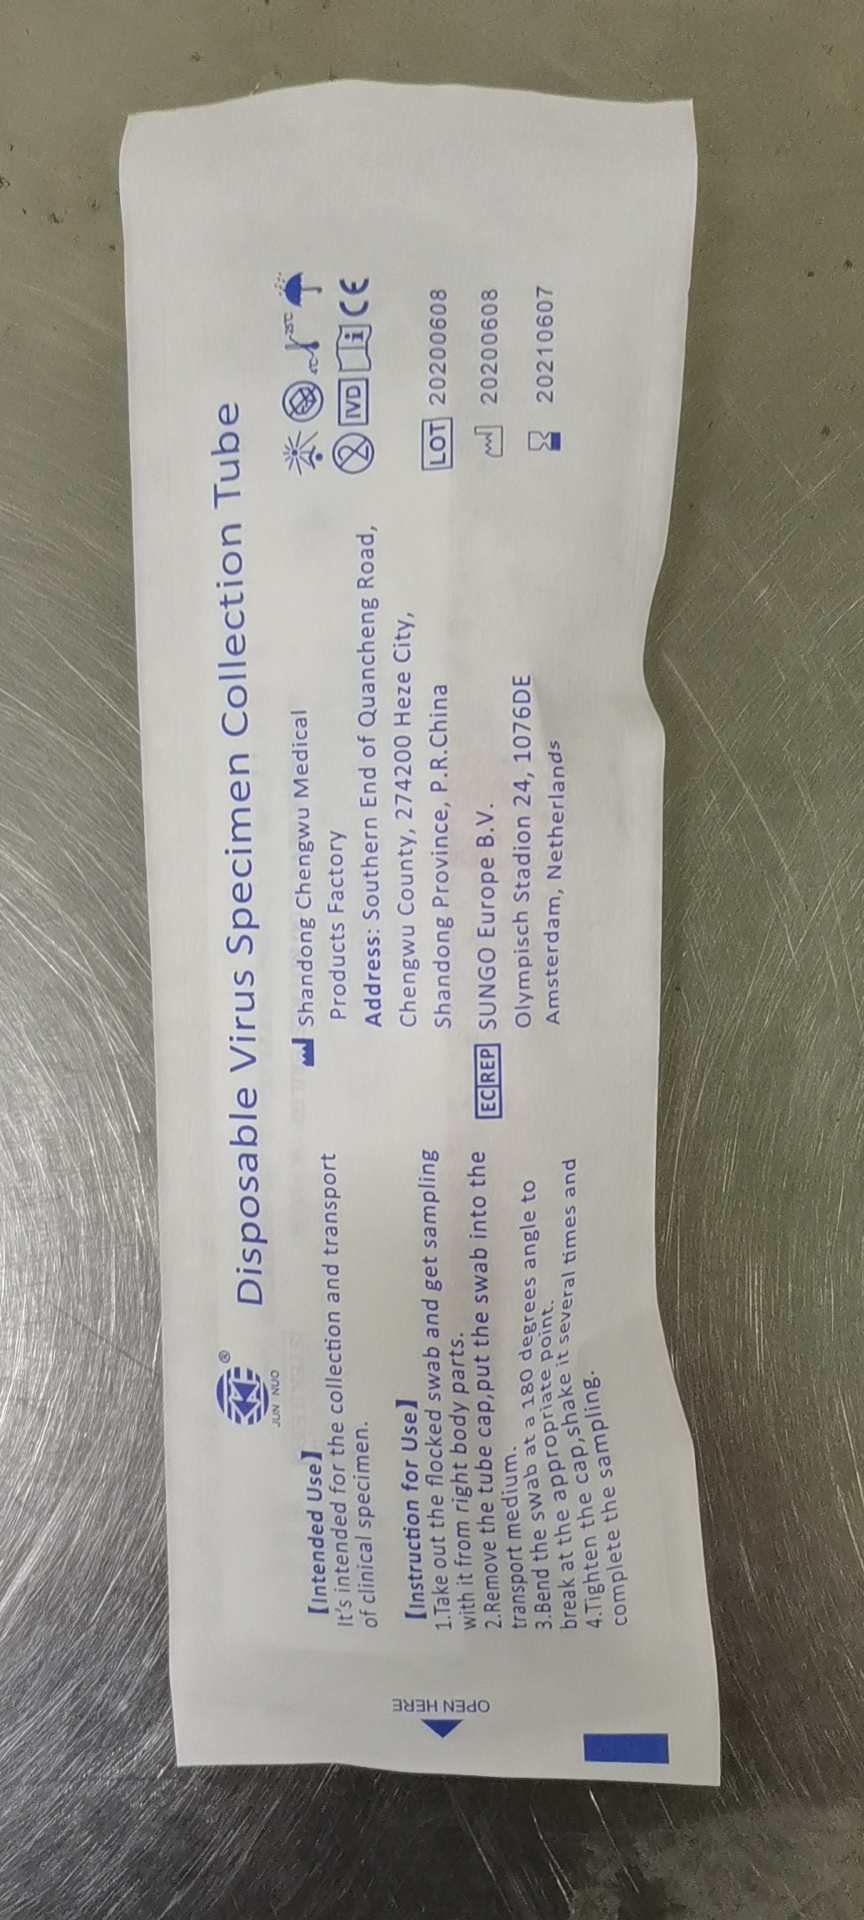 JUN NUO
®
Disposable Virus Specimen Collection Tube
【Intended Use】
It's intended for the collection and transport
of clinical specimen.
【Instruction for Use】
1.Take out the flocked swab and get sampling
with it from right body parts.
2.Remove the tube cap,put the swab into the
transport medium.
3.Bend the swab at a 180 degrees angle to
break at the appropriate point.
4.Tighten the cap,shake it several times and
complete the sampling.
Shandong Chengwu Medical
Products Factory
Address: Southern End of Quancheng Road,
Chengwu County, 274200 Heze City,
Shandong Province, P.R.China
EC REP SUNGO Europe B.V.
Olympisch Stadion 24, 1076DE
Amsterdam, Netherlands
25℃
2 IVD i CE
LOT 20200608
20200608
20210607
OPEN HERE